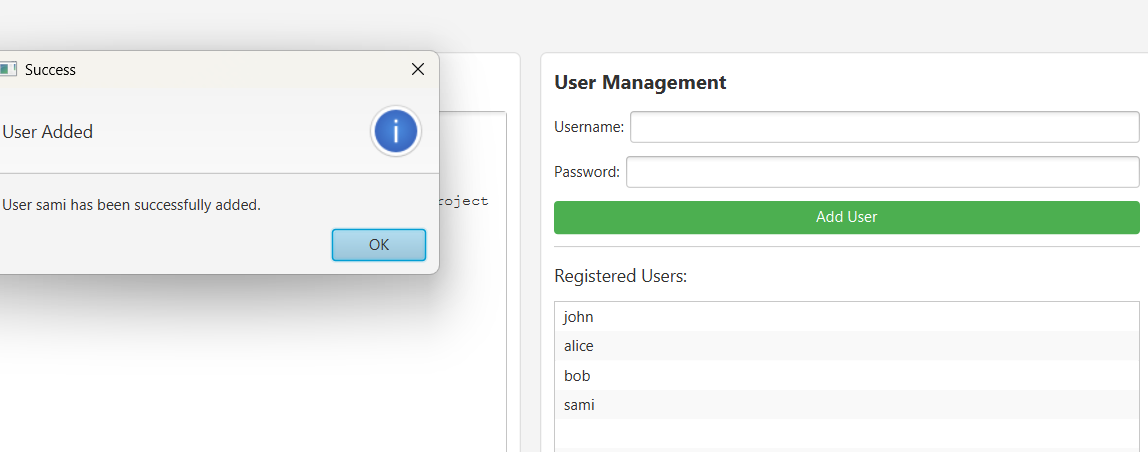 Success
User Added
User sami has been successfully added.
OK
User Management
Username:
Password:
Add User
Registered Users:
john
alice
bob
sami